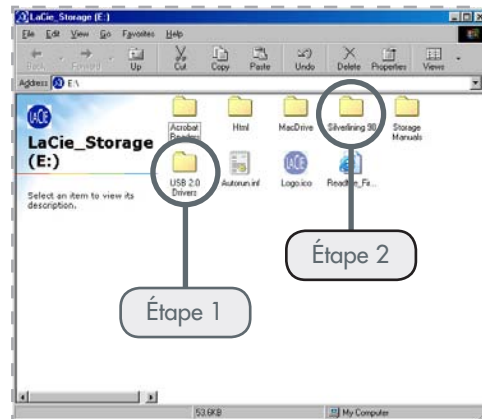 LaCie_Storage (E:)
File Edit View Go Favorites Help
Back Forward Up Cut Copy Paste Undo Delete Properties Views
Address E:\
LACIE
LaCie_Storage
(E:)
Select an item to view its
description.
Acrobat
Reader
Html
MacDrive
Silverlining 98
Storage
Manuals
USB 2.0
Drivers
Autorun.inf
Logo.ico
ReadMe_Fir...
Étape 2
Étape 1
53.6KB
My Computer